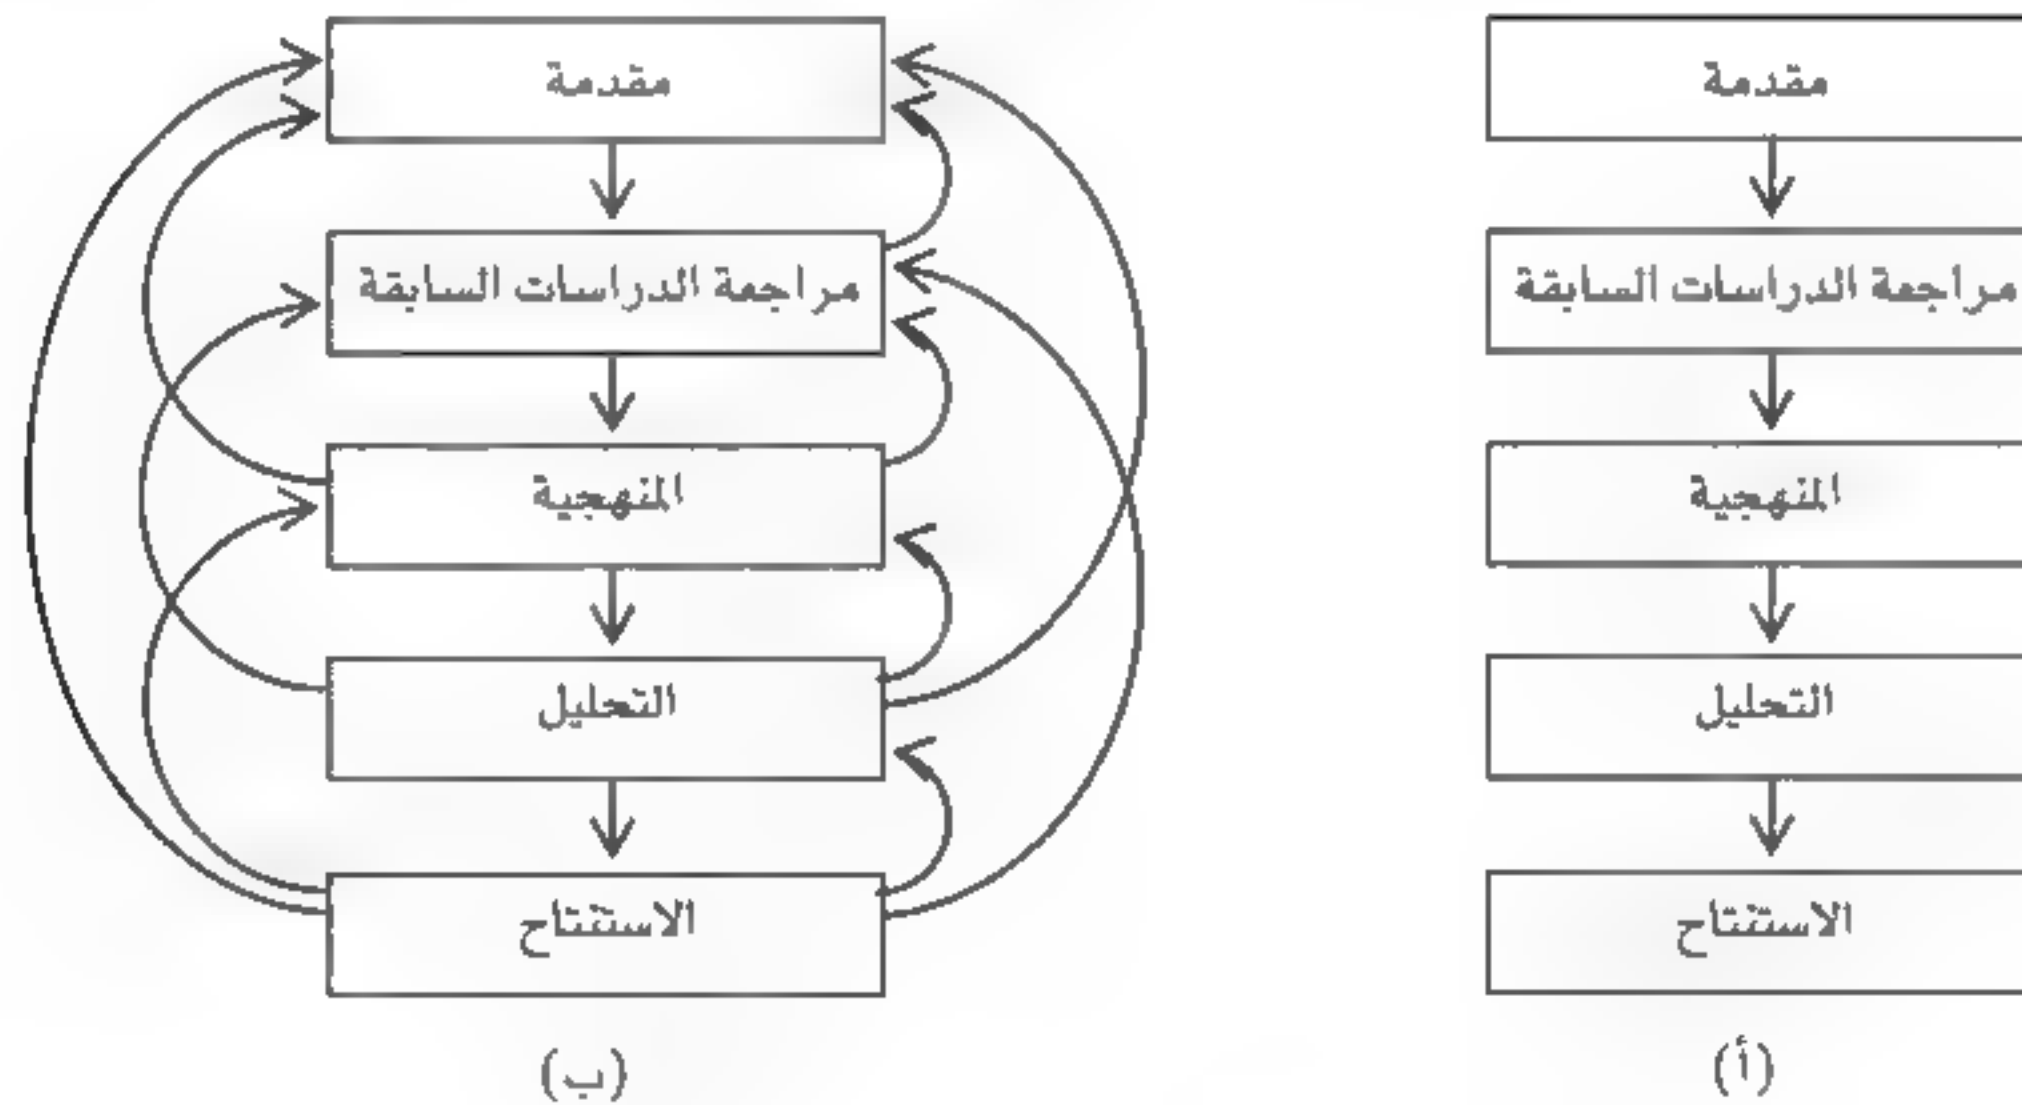 مقدمة
مراجعة الدراسات السابقة
المنهجية
التحليل
الاستنتاج
(أ)
مقدمة
مراجعة الدراسات السابقة
المنهجية
التحليل
الاستنتاج
(ب)